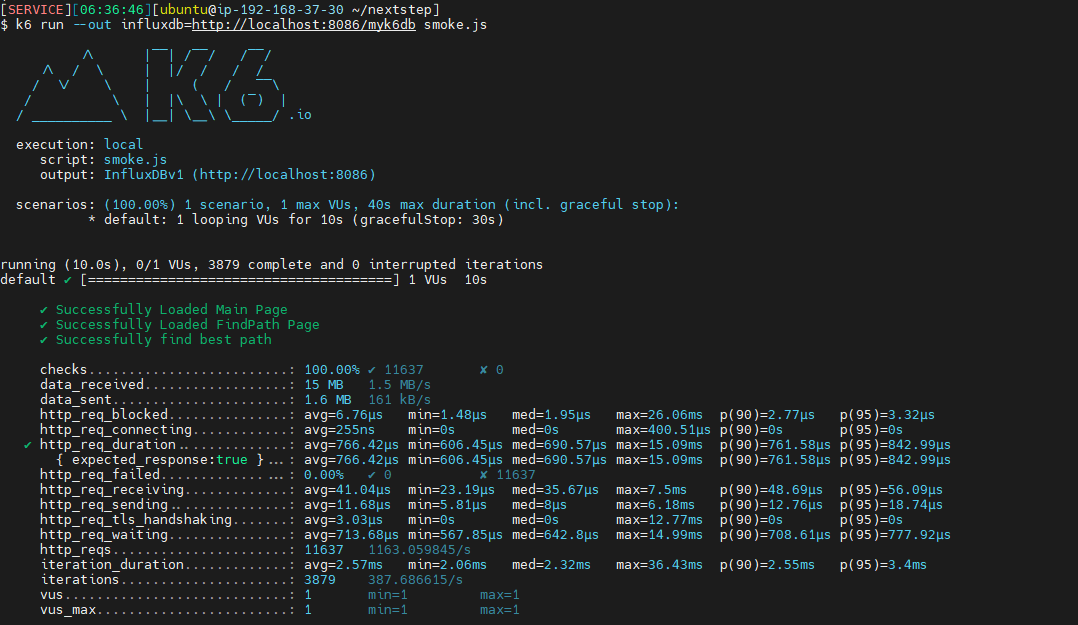 [SERVICE][06:36:46][ubuntu@ip-192-168-37-30 ~/nextstep]
$ k6 run --out influxdb=http://localhost:8086/myk6db smoke.js
K6
.io
execution: local
script: smoke.js
output: InfluxDBv1 (http://localhost:8086)
scenarios: (100.00%) 1 scenario, 1 max VUs, 40s max duration (incl. graceful stop):
* default: 1 looping VUs for 10s (gracefulStop: 30s)
running (10.0s), 0/1 VUs, 3879 complete and 0 interrupted iterations
default ✔ [======================================] 1 VUs  10s
✔ Successfully Loaded Main Page
✔ Successfully Loaded FindPath Page
✔ Successfully find best path
checks.........................: 100.00% ✔ 11637       ✘ 0
data_received..................: 15 MB   1.5 MB/s
data_sent......................: 1.6 MB  161 kB/s
http_req_blocked...............: avg=6.76µs   min=1.48µs   med=1.95µs   max=26.06ms  p(90)=2.77µs   p(95)=3.32µs
http_req_connecting............: avg=255ns    min=0s       med=0s       max=400.51µs p(90)=0s       p(95)=0s
✔ http_req_duration..............: avg=766.42µs min=606.45µs med=690.57µs max=15.09ms  p(90)=761.58µs p(95)=842.99µs
{ expected_response:true }...: avg=766.42µs min=606.45µs med=690.57µs max=15.09ms  p(90)=761.58µs p(95)=842.99µs
http_req_failed................: 0.00%   ✔ 0           ✘ 11637
http_req_receiving.............: avg=41.04µs  min=23.19µs  med=35.67µs  max=7.5ms    p(90)=48.69µs  p(95)=56.09µs
http_req_sending...............: avg=11.68µs  min=5.81µs   med=8µs      max=6.18ms   p(90)=12.76µs  p(95)=18.74µs
http_req_tls_handshaking.......: avg=3.03µs   min=0s       med=0s       max=12.77ms  p(90)=0s       p(95)=0s
http_req_waiting...............: avg=713.68µs min=567.85µs med=642.8µs  max=14.99ms  p(90)=708.61µs p(95)=777.92µs
http_reqs......................: 11637   1163.059845/s
iteration_duration.............: avg=2.57ms   min=2.06ms   med=2.32ms   max=36.43ms  p(90)=2.55ms   p(95)=3.4ms
iterations.....................: 3879    387.686615/s
vus............................: 1       min=1         max=1
vus_max........................: 1       min=1         max=1